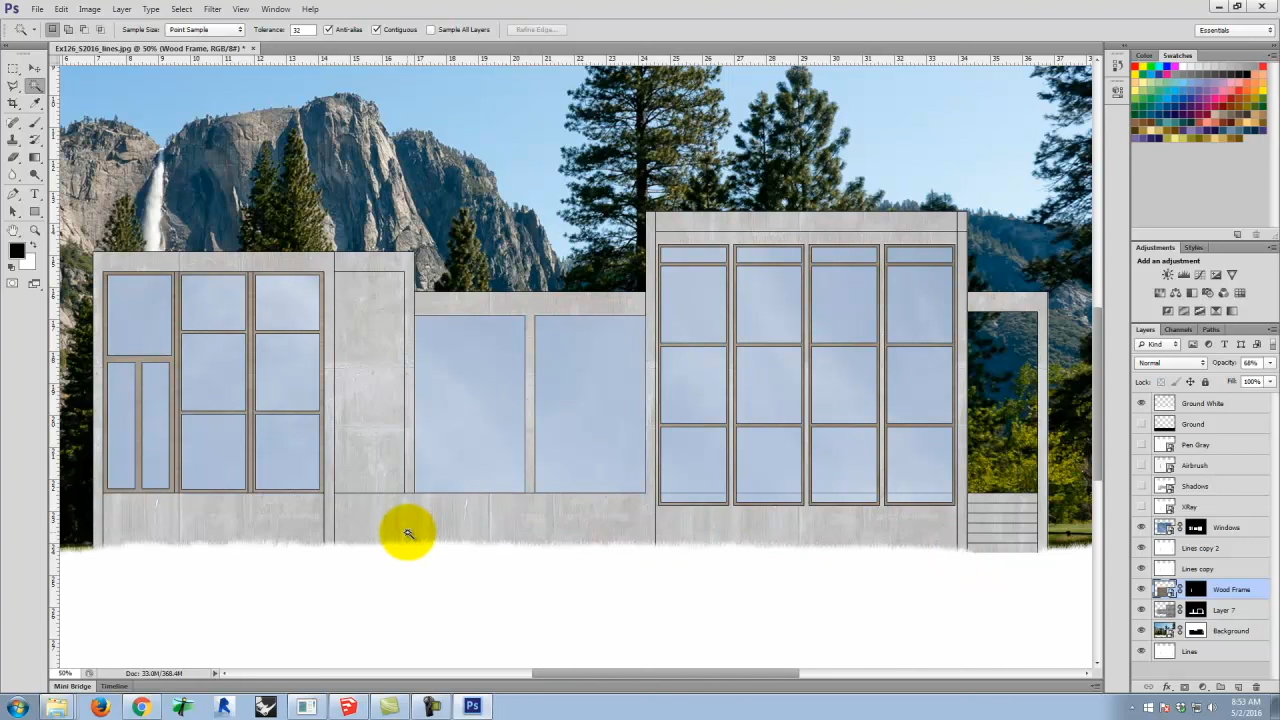 Ps File Edit Image Layer Type Select Filter View Window Help
Sample Size: Point Sample Tolerance: 32 Anti-alias Contiguous Sample All Layers Refine Edge... Essentials
Ex126_S2016_lines.jpg @ 50% (Wood Frame, RGB/8#) * ×
Color Swatches
Adjustments Styles
Add an adjustment
Layers Channels Paths
Kind
Normal Opacity: 68%
Lock: Fill: 100%
Ground White
Ground
Pen Gray
Airbrush
Shadows
XRay
Windows
Lines copy 2
Lines copy
Wood Frame
Layer 7
Background
Lines
50% Doc: 33.0M/368.4M
Mini Bridge Timeline
8:53 AM
5/2/2016